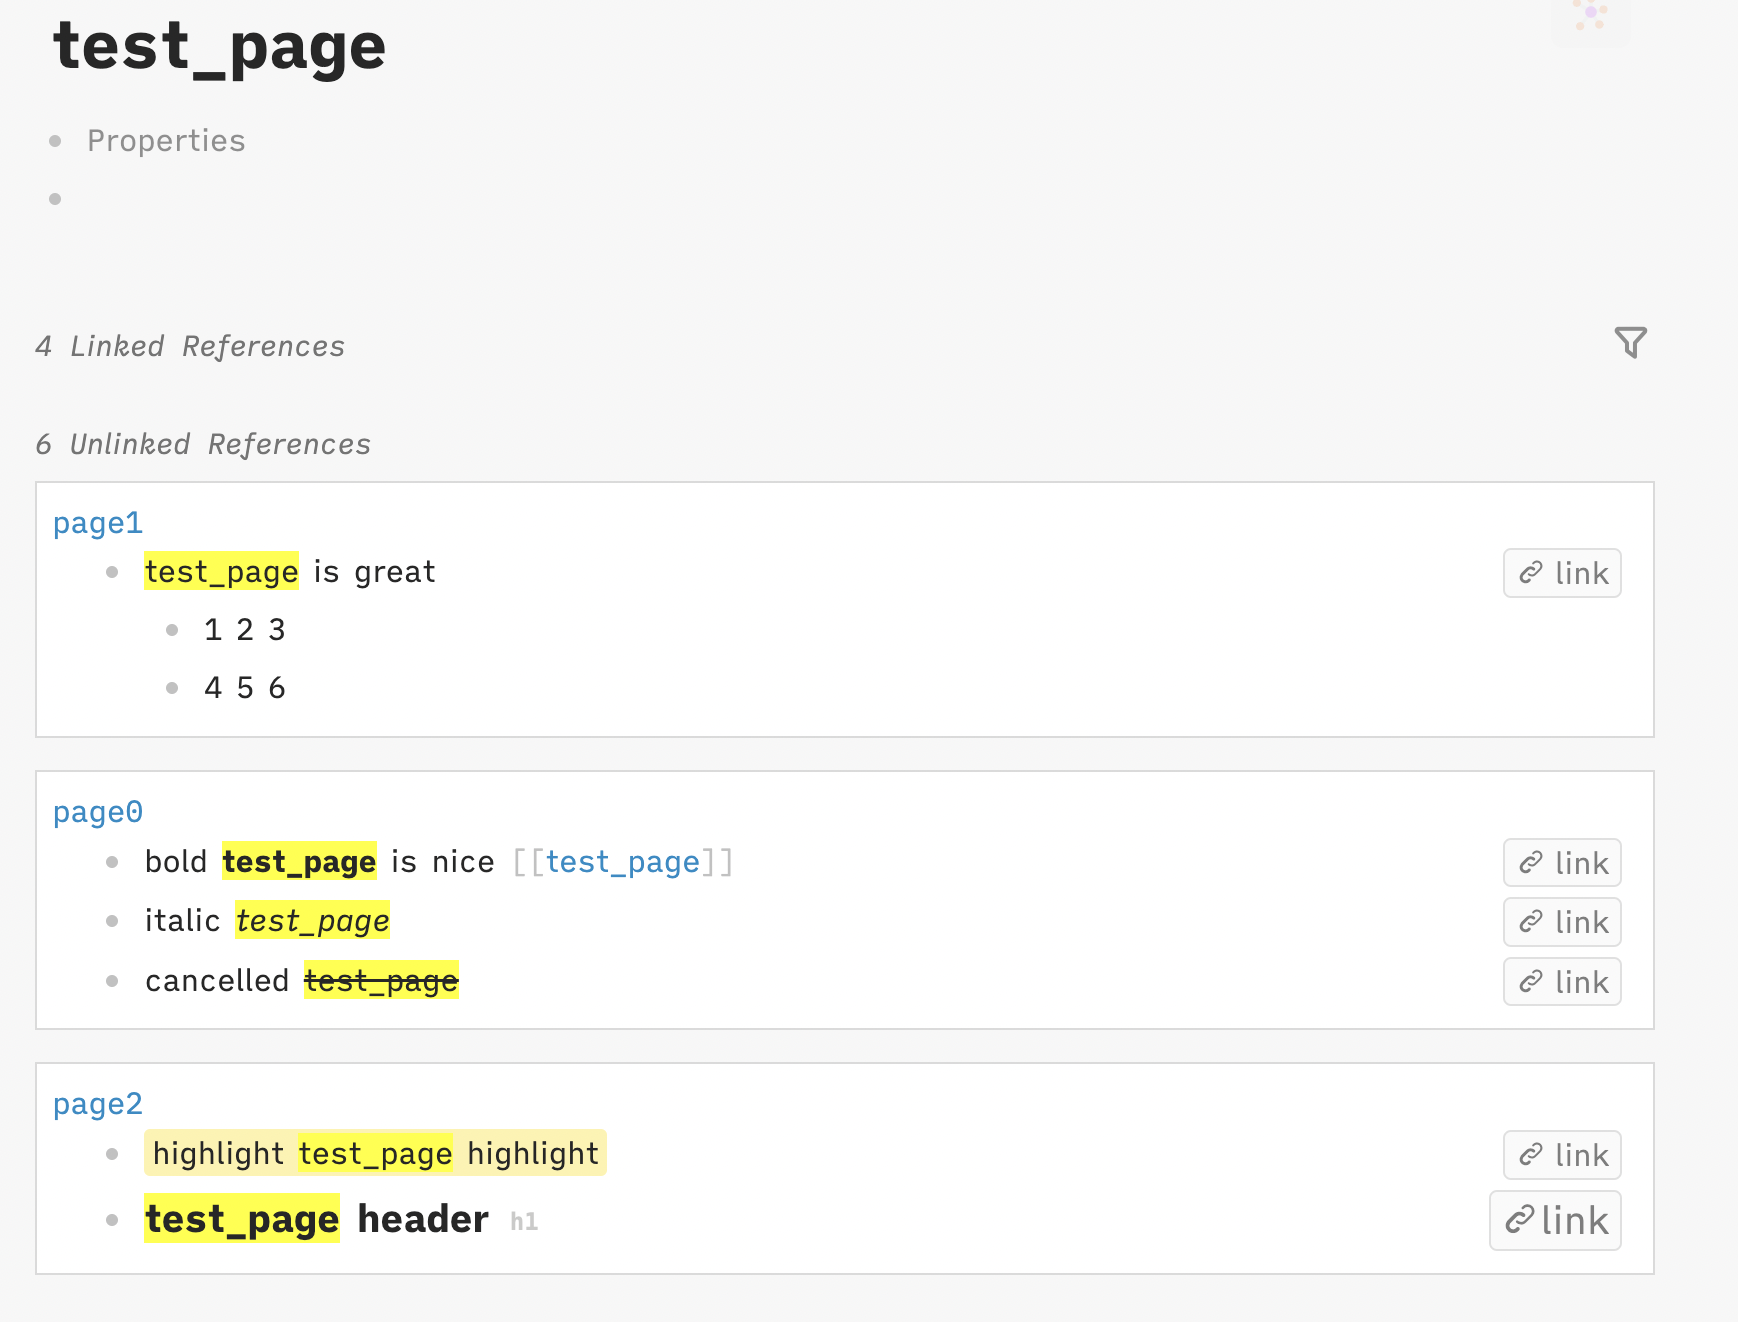 test_page
Properties
4 Linked References
6 Unlinked References
page1
test_page is great link
1 2 3
4 5 6
page0
bold test_page is nice [[test_page]] link
italic test_page link
cancelled test_page link
page2
highlight test_page highlight link
test_page header h1 link